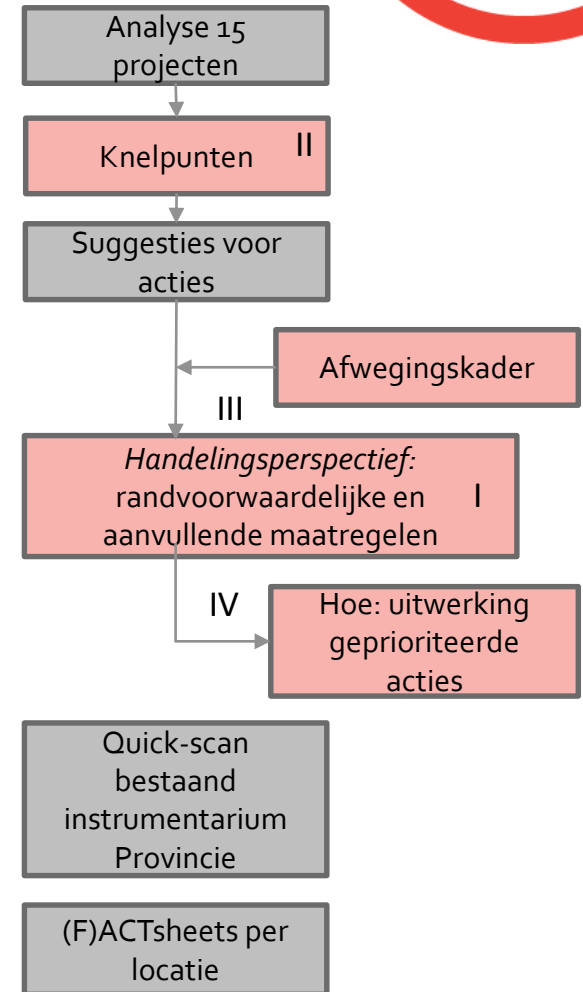 Analyse 15
projecten
Knelpunten
II
Suggesties voor
acties
Afwegingskader
III
Handelingsperspectief:
randvoorwaardelijke en
aanvullende maatregelen
I
IV
Hoe: uitwerking
geprioriteerde
acties
Quick-scan
bestaand
instrumentarium
Provincie
(F)ACTsheets per
locatie